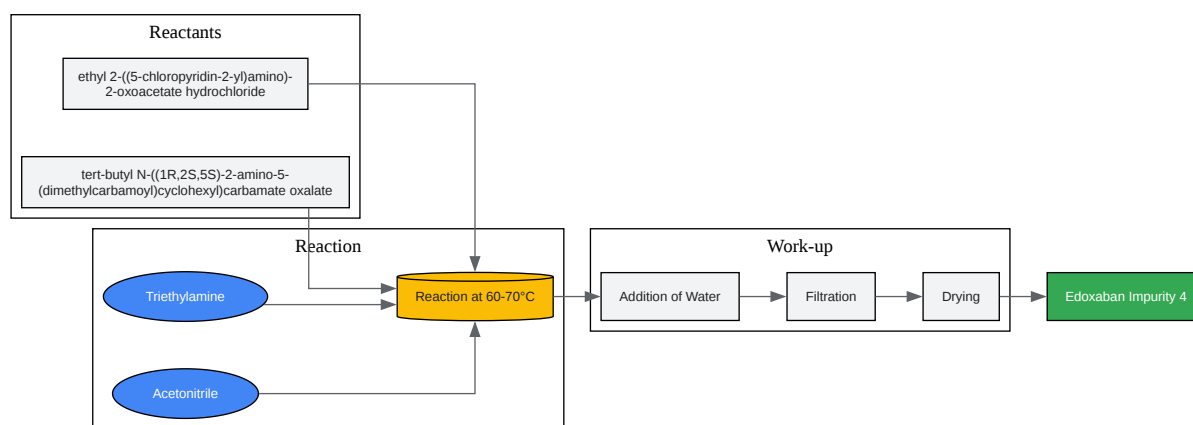 Reactants
ethyl 2-((5-chloropyridin-2-yl)amino)-
2-oxoacetate hydrochloride
tert-butyl N-((1R,2S,5S)-2-amino-5-
(dimethylcarbamoyl)cyclohexyl)carbamate oxalate
Reaction
Triethylamine
Reaction at 60-70°C
Acetonitrile
Work-up
Addition of Water
Filtration
Drying
Edoxaban Impurity 4